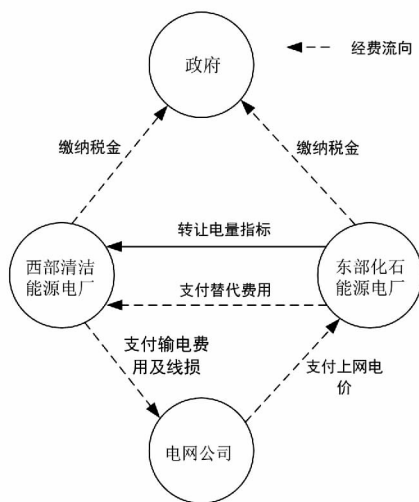 政府
经费流向
缴纳税金
缴纳税金
转让电量指标
西部清洁
能源电厂
东部化石
能源电厂
支付替代费用
支付输电费
用及线损
支付上网电
价
电网公司